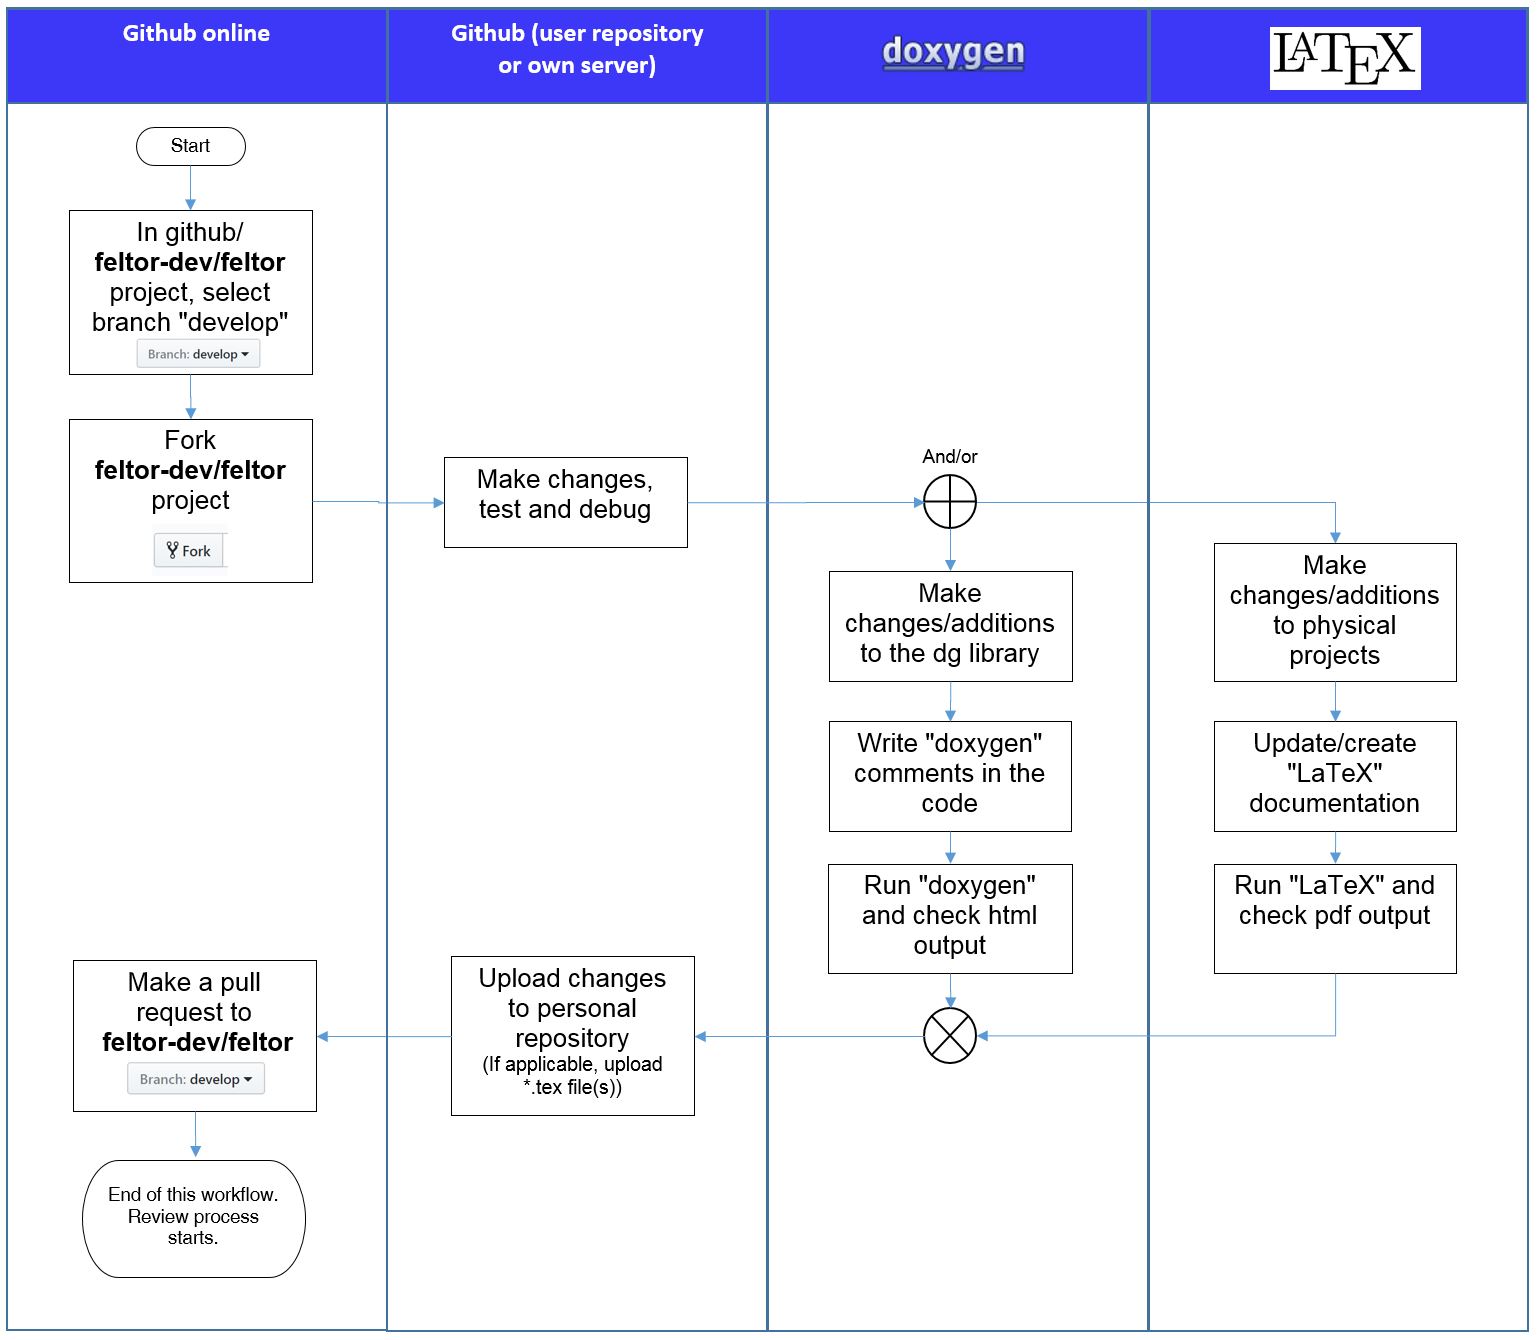 Github online
Github (user repository
or own server)
doxygen
LATEX
Start
In github/
feltor-dev/feltor
project, select
branch "develop"
Branch: develop
Fork
feltor-dev/feltor
project
Fork
Make changes,
test and debug
And/or
Make
changes/additions
to the dg library
Write "doxygen"
comments in the
code
Run "doxygen"
and check html
output
Make
changes/additions
to physical
projects
Update/create
"LaTeX"
documentation
Run "LaTeX" and
check pdf output
Upload changes
to personal
repository
(If applicable, upload
*.tex file(s))
Make a pull
request to
feltor-dev/feltor
Branch: develop
End of this workflow.
Review process
starts.